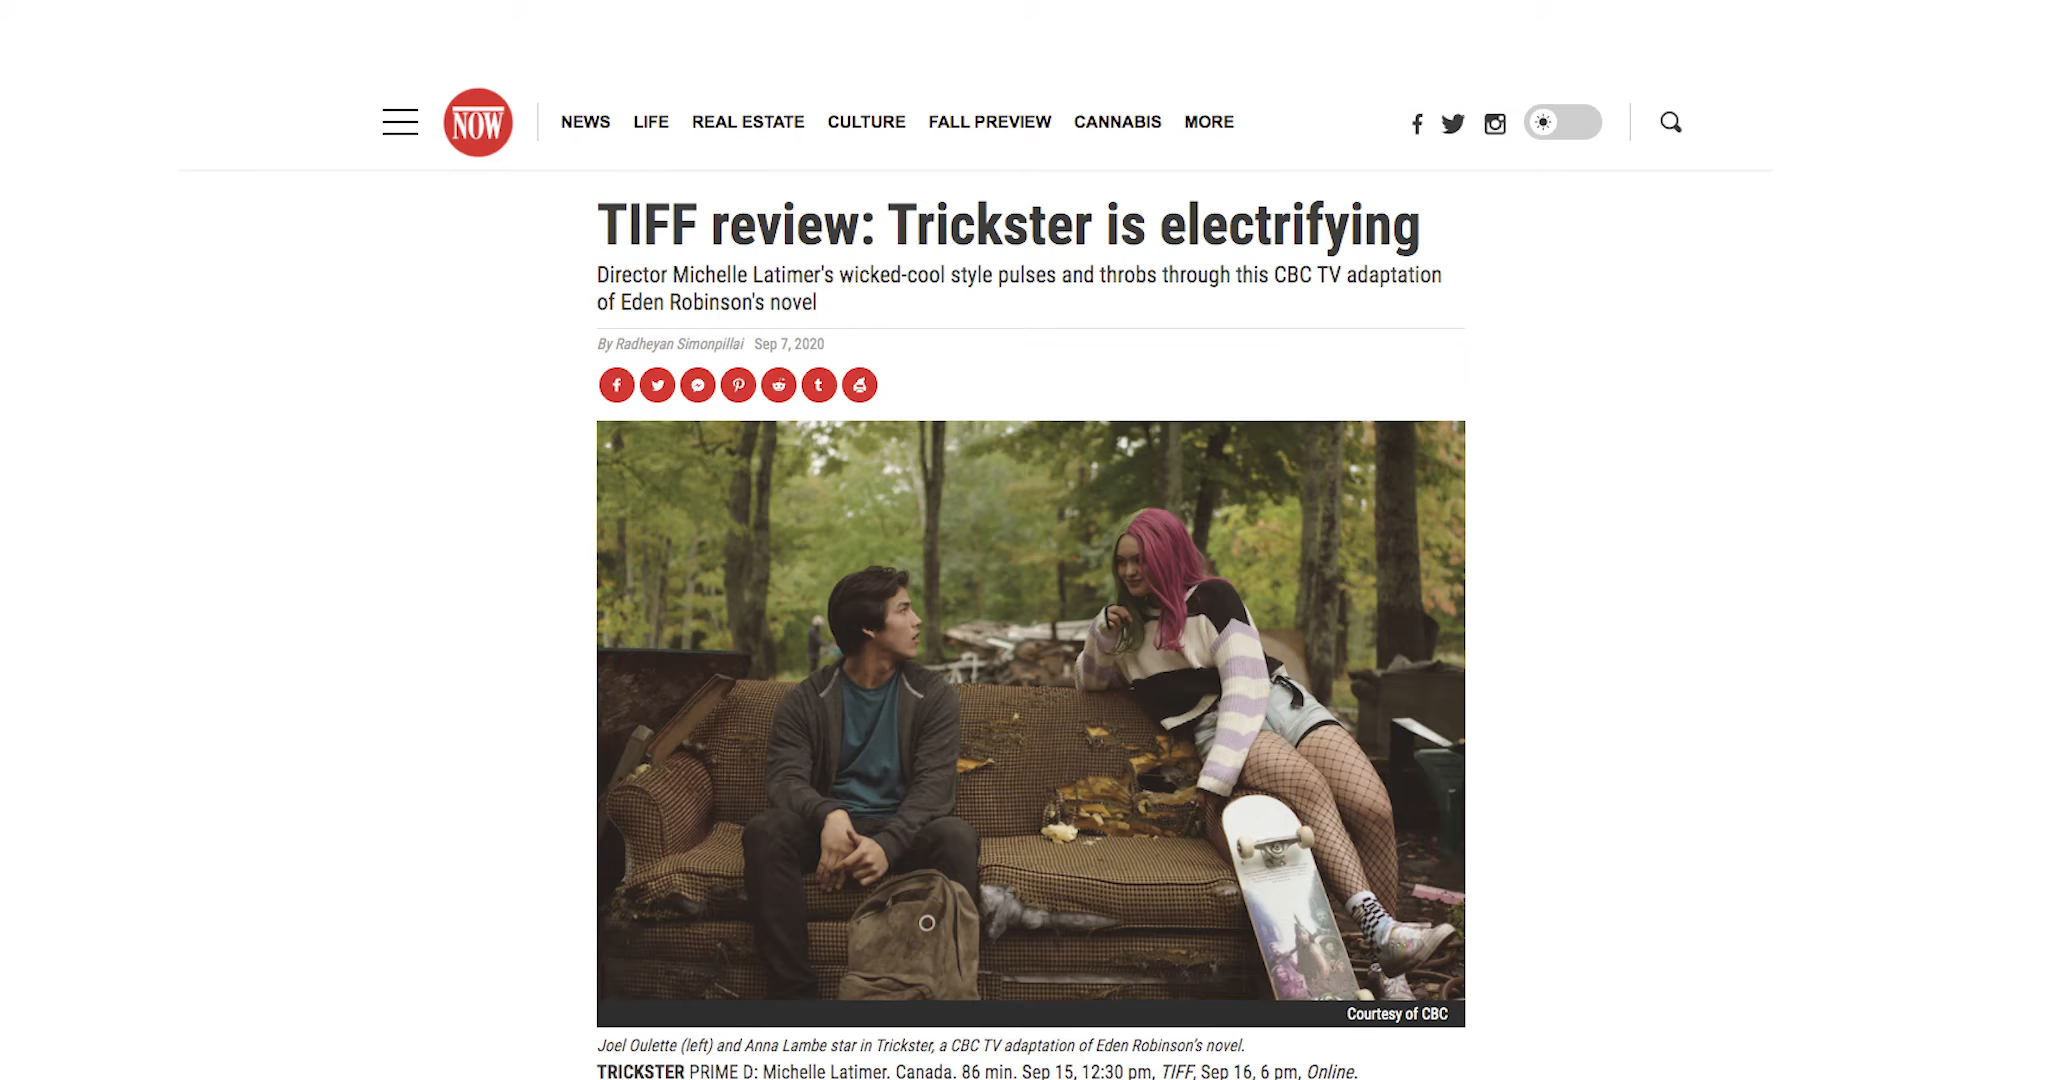 NOW
NEWS LIFE REAL ESTATE CULTURE FALL PREVIEW CANNABIS MORE
TIFF review: Trickster is electrifying
Director Michelle Latimer's wicked-cool style pulses and throbs through this CBC TV adaptation
of Eden Robinson's novel
By Radheyan Simonpillai Sep 7, 2020
Courtesy of CBC
Joel Oulette (left) and Anna Lambe star in Trickster, a CBC TV adaptation of Eden Robinson's novel.
TRICKSTER PRIME D: Michelle Latimer. Canada. 86 min. Sep 15, 12:30 pm, TIFF, Sep 16, 6 pm, Online.